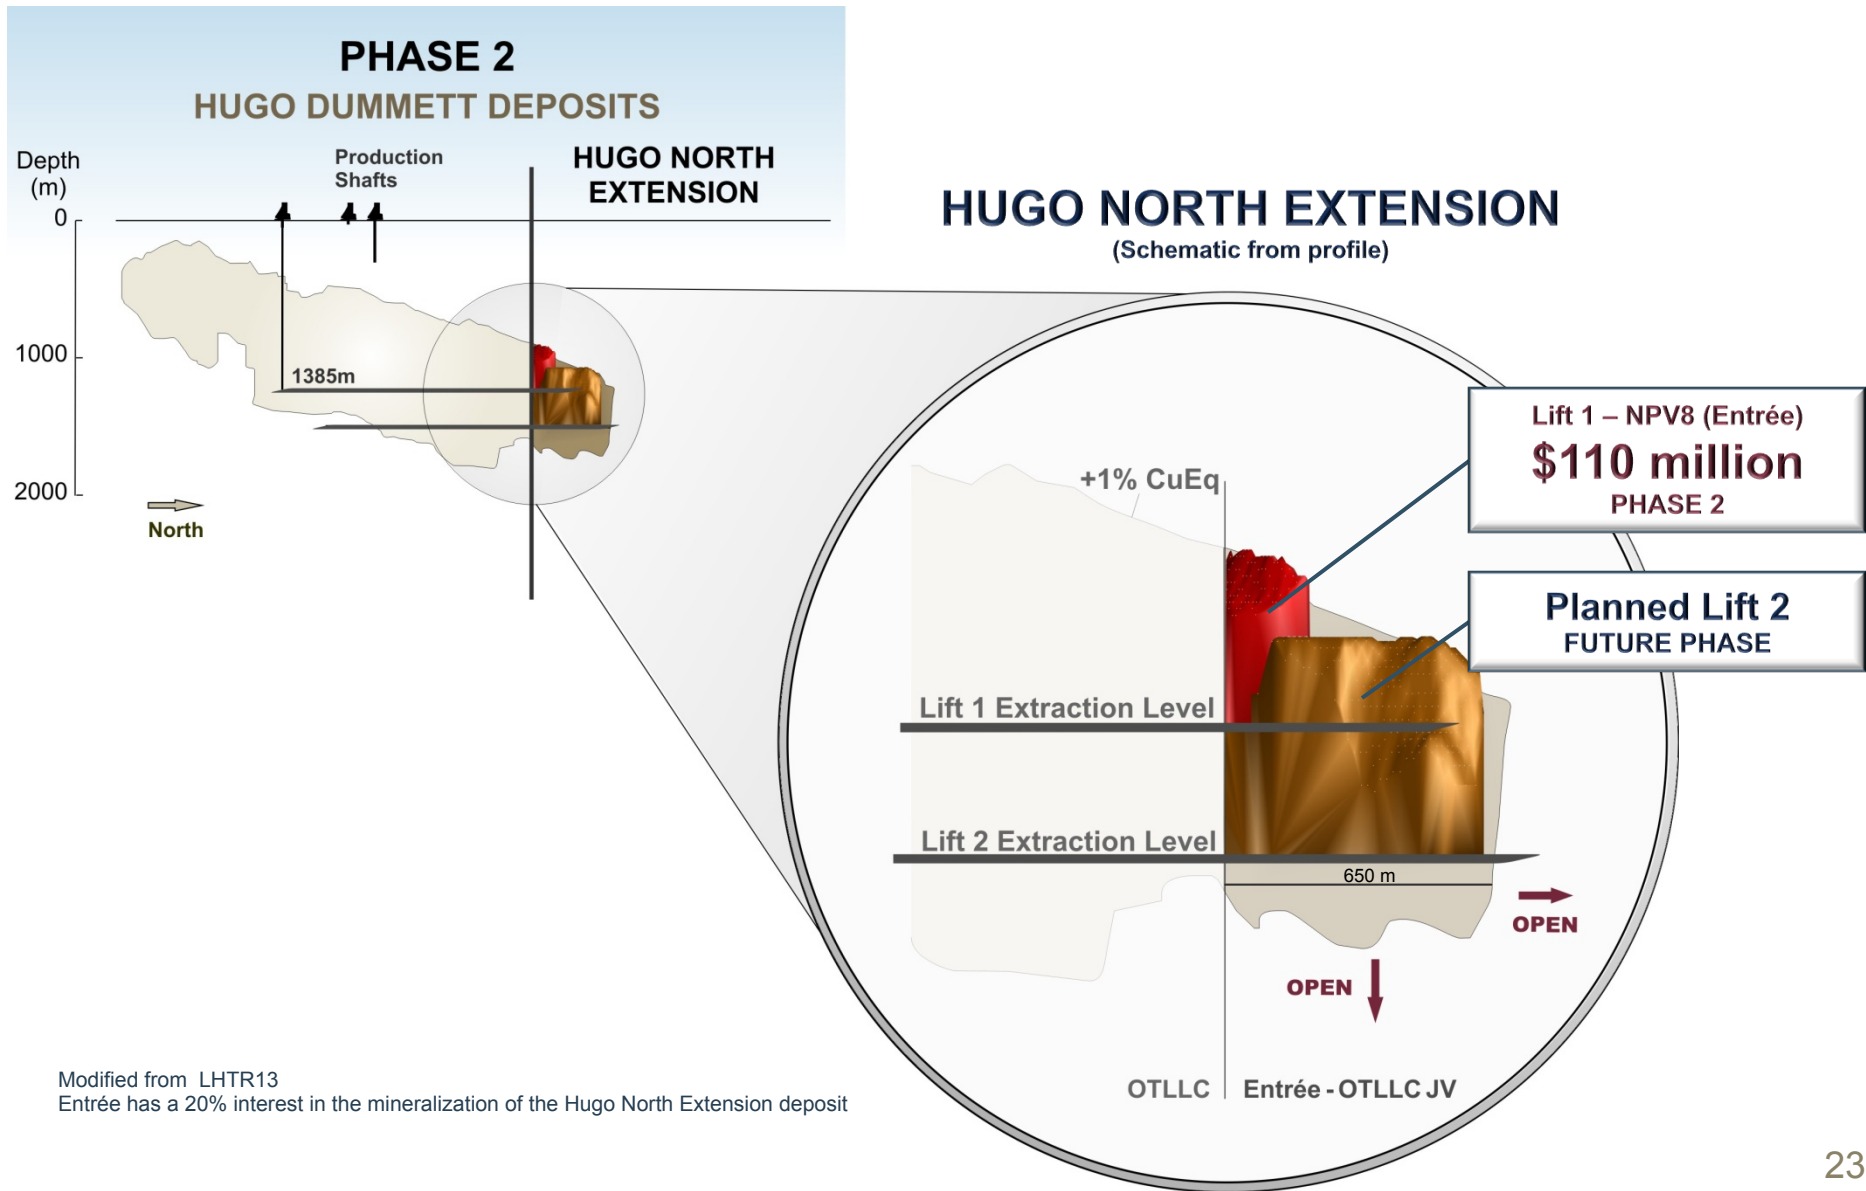 PHASE 2
HUGO DUMMETT DEPOSITS
Depth
(m)
0
1000
2000
Production
Shafts
HUGO NORTH
EXTENSION
1385m
North
HUGO NORTH EXTENSION
(Schematic from profile)
+1% CuEq
Lift 1 – NPV8 (Entrée)
$110 million
PHASE 2
Planned Lift 2
FUTURE PHASE
Lift 1 Extraction Level
Lift 2 Extraction Level
650 m
OPEN
OPEN
OTLLC
Entrée - OTLLC JV
Modified from LHTR13
Entrée has a 20% interest in the mineralization of the Hugo North Extension deposit
23